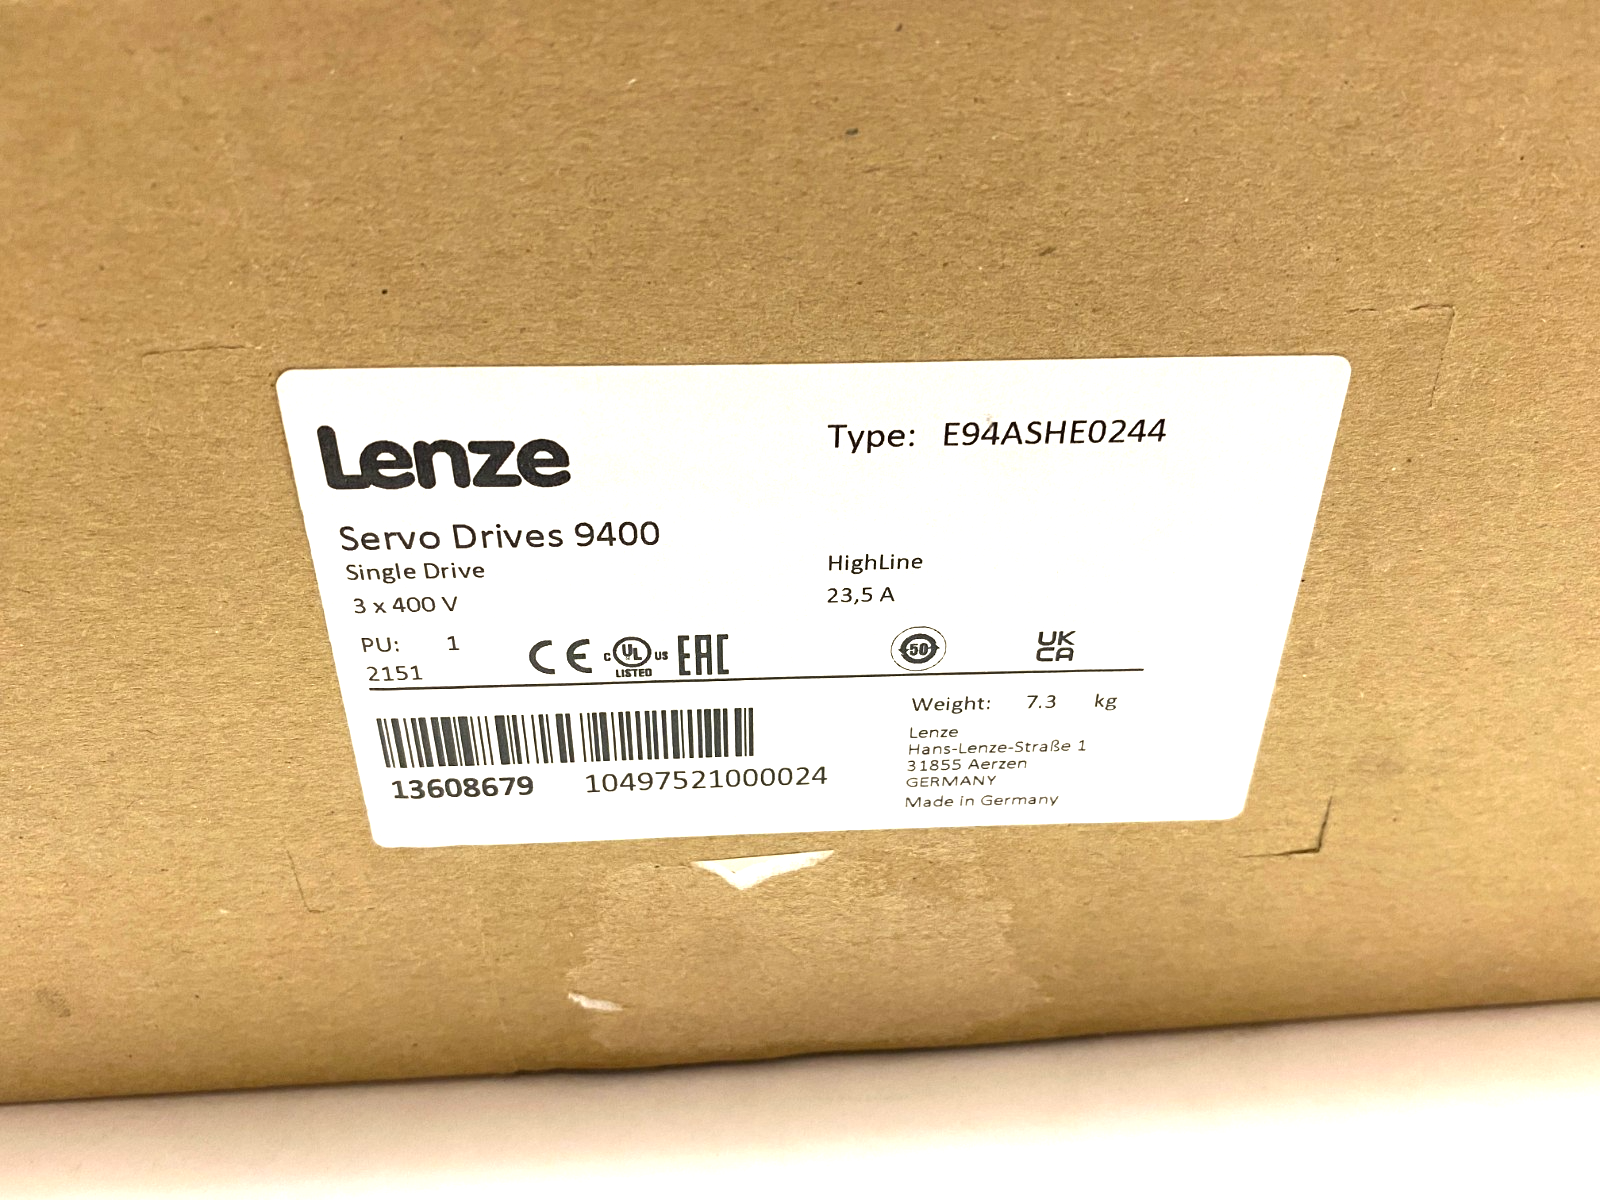 Lenze
Type: E94ASHE0244
Servo Drives 9400
Single Drive
HighLine
3 x 400 V
23,5 A
PU: 1
2151
CE
C UL US
LISTED
EAC
50
UK
CA
Weight: 7.3 kg
Lenze
Hans-Lenze-Straße 1
31855 Aerzen
GERMANY
Made in Germany
13608679 10497521000024